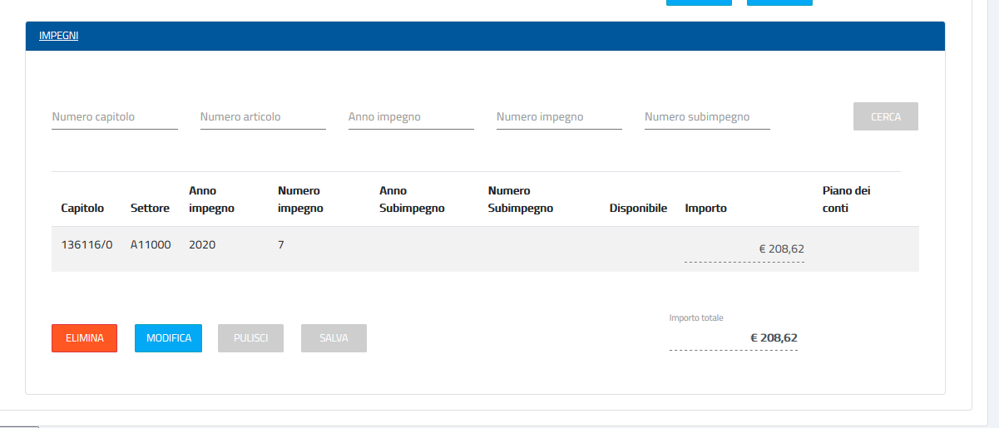 IMPEGNI
Numero capitolo Numero articolo Anno impegno Numero impegno Numero subimpegno CERCA
Anno Numero Anno Numero Piano dei
Capitolo Settore impegno impegno Subimpegno Subimpegno Disponibile Importo conti
136116/0 A11000 2020 7 € 208,62
Importo totale
ELIMINA MODIFICA PULISCI SALVA € 208,62